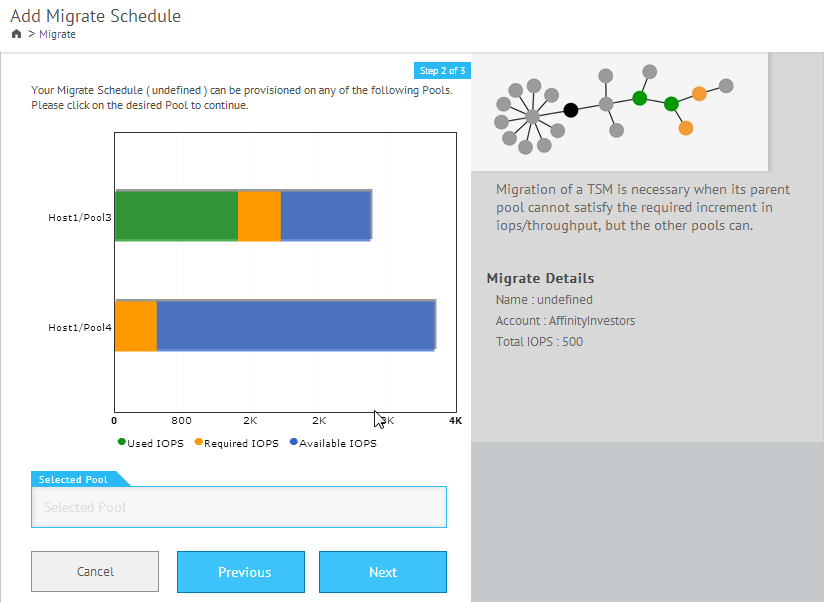 Add Migrate Schedule
> Migrate
Step 2 of 3
Your Migrate Schedule ( undefined ) can be provisioned on any of the following Pools.
Please click on the desired Pool to continue.
Host1/Pool3
Host1/Pool4
0 800 2K 2K 3K 4K
Used IOPS Required IOPS Available IOPS
Selected Pool
Selected Pool
Cancel Previous Next
Migration of a TSM is necessary when its parent
pool cannot satisfy the required increment in
iops/throughput, but the other pools can.
Migrate Details
Name : undefined
Account : AffinityInvestors
Total IOPS : 500